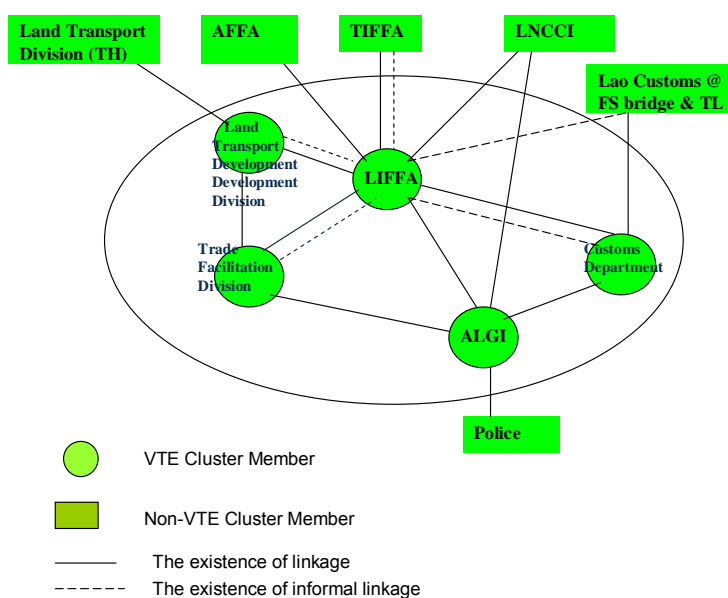 Land Transport
Division (TH)
AFFA
TIFFA
LNCCI
Lao Customs @
FS bridge & TL
Land
Transport
Development
Development
Division
LIFFA
Trade
Facilitation
Division
Customs
Department
ALGI
Police
VTE Cluster Member
Non-VTE Cluster Member
The existence of linkage
The existence of informal linkage